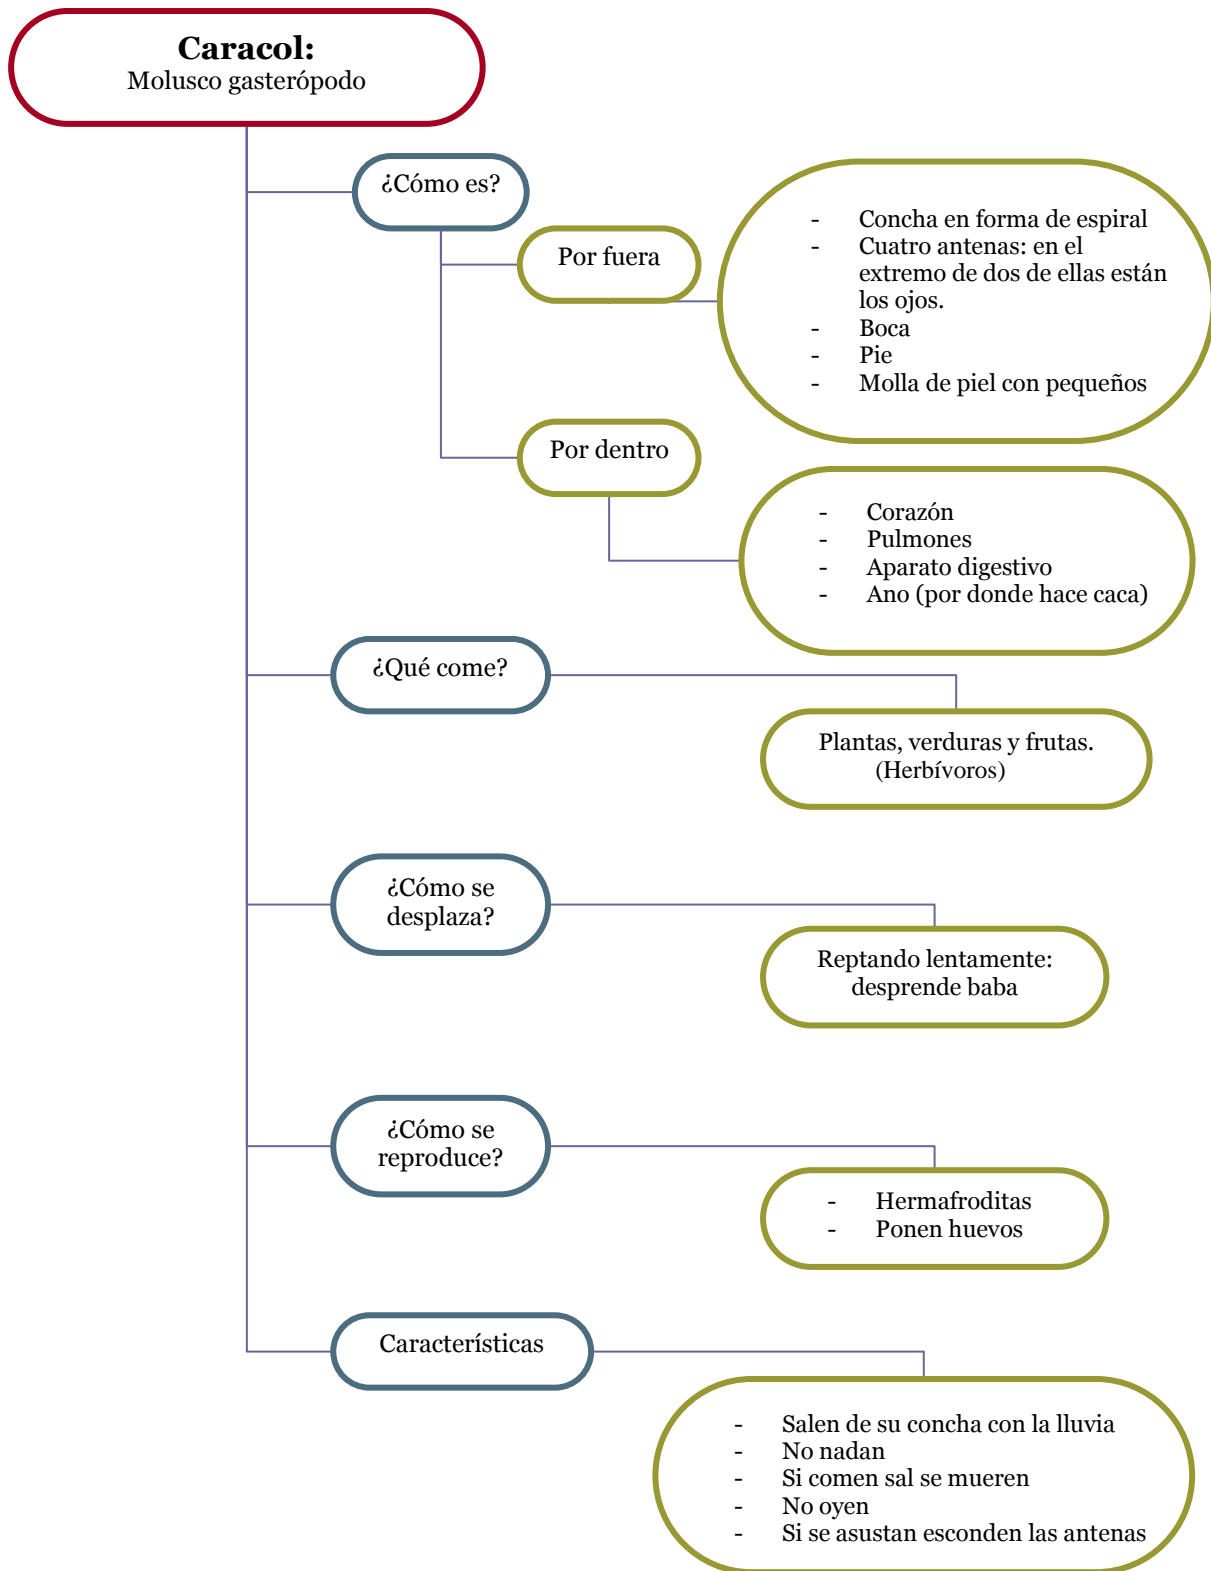 Caracol:
Molusco gasterópodo
¿Cómo es?
Por fuera
- Concha en forma de espiral
- Cuatro antenas: en el
extremo de dos de ellas están
los ojos.
- Boca
- Pie
- Molla de piel con pequeños
Por dentro
- Corazón
- Pulmones
- Aparato digestivo
- Ano (por donde hace caca)
¿Qué come?
Plantas, verduras y frutas.
(Herbívoros)
¿Cómo se
desplaza?
Reptando lentamente:
desprende baba
¿Cómo se
reproduce?
- Hermafroditas
- Ponen huevos
Característísticas
- Salen de su concha con la lluvia
- No nadan
- Si comen sal se mueren
- No oyen
- Si se asustan esconden las antenas